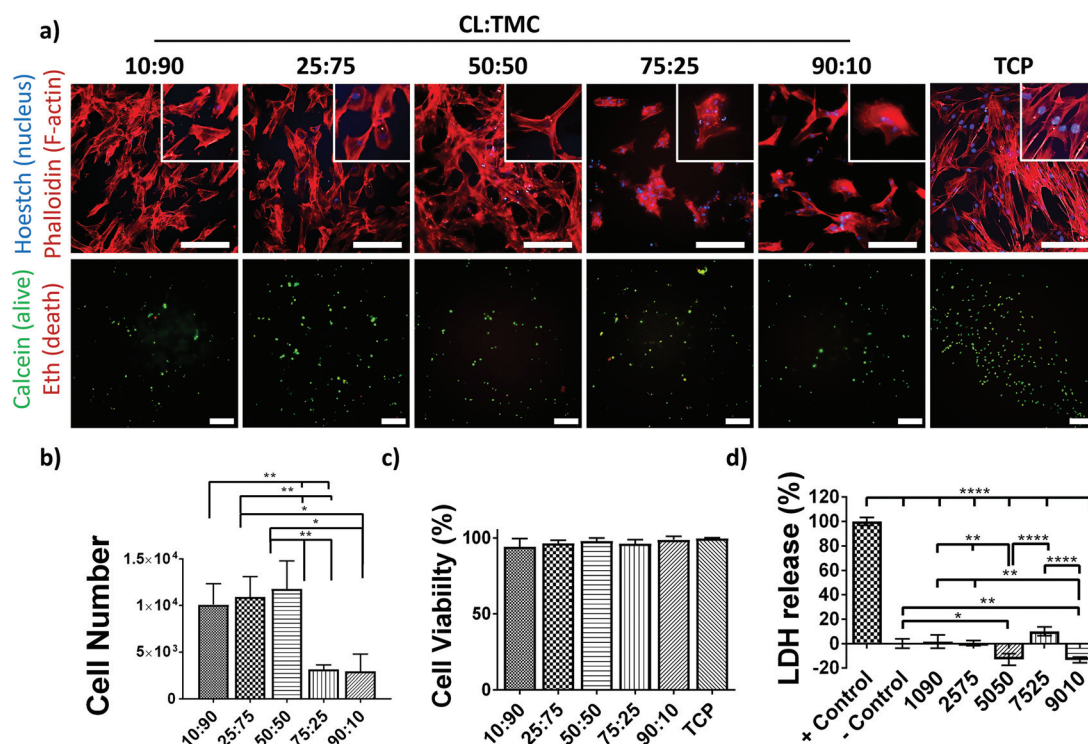 a)
CL:TMC
10:90 25:75 50:50 75:25 90:10 TCP
Hoestch (nucleus)
Phalloidin (F-actin)
Calcein (alive)
Eth (death)
b)
** 
**
*
*
**
Cell Number
1.5×10⁴
1×10⁴
5×10³
0
10:90 25:75 50:50 75:25 90:10
c)
Cell Viabiilty (%)
100
50
0
10:90 25:75 50:50 75:25 90:10 TCP
d)
****
** ****
****
**
**
*
LDH release (%)
120
100
80
60
40
20
0
-20
+ Control - Control 1090 2575 5050 7525 9010